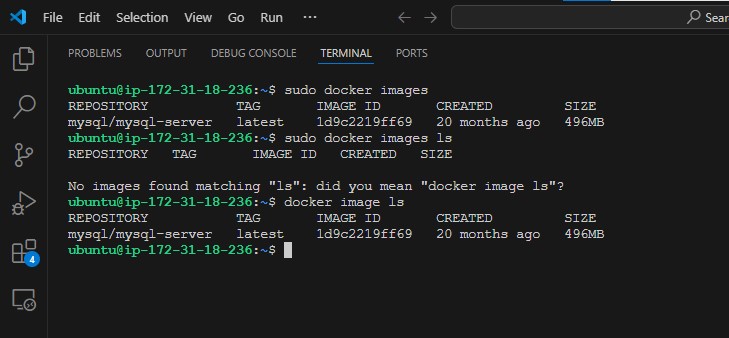 File Edit Selection View Go Run ··· Sear
PROBLEMS OUTPUT DEBUG CONSOLE TERMINAL PORTS
ubuntu@ip-172-31-18-236:~$ sudo docker images
REPOSITORY TAG IMAGE ID CREATED SIZE
mysql/mysql-server latest 1d9c2219ff69 20 months ago 496MB
ubuntu@ip-172-31-18-236:~$ sudo docker images ls
REPOSITORY TAG IMAGE ID CREATED SIZE
No images found matching "ls": did you mean "docker image ls"?
ubuntu@ip-172-31-18-236:~$ docker image ls
REPOSITORY TAG IMAGE ID CREATED SIZE
mysql/mysql-server latest 1d9c2219ff69 20 months ago 496MB
ubuntu@ip-172-31-18-236:~$
4